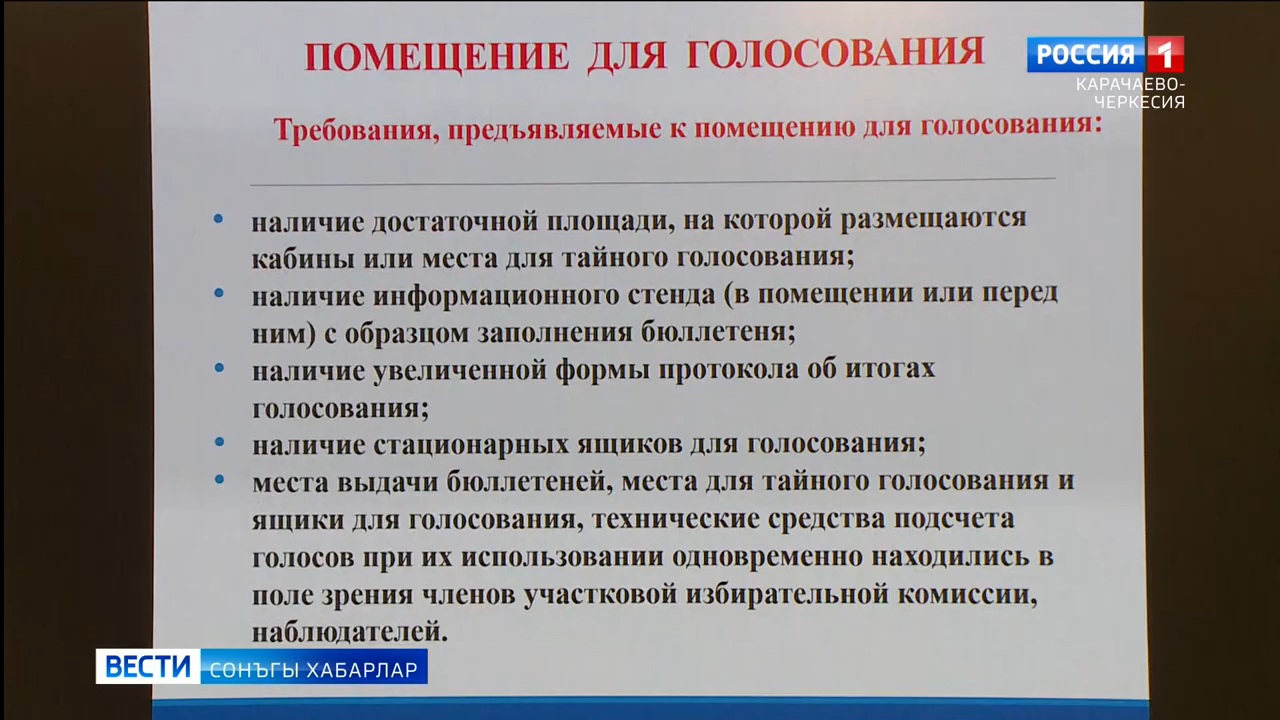 ПОМЕЩЕНИЕ ДЛЯ ГОЛОСОВАНИЯ
РОССИЯ 1
КАРАЧАЕВО-
ЧЕРКЕСИЯ
Требования, предъявляемые к помещению для голосования:
• наличие достаточной площади, на которой размещаются
кабины или места для тайного голосования;
• наличие информационного стенда (в помещении или перед
ним) с образцом заполнения бюллетеня;
• наличие увеличенной формы протокола об итогах
голосования;
• наличие стационарных ящиков для голосования;
• места выдачи бюллетеней, места для тайного голосования и
ящики для голосования, технические средства подсчета
голосов при их использовании одновременно находились в
поле зрения членов участковой избирательной комиссии,
наблюдателей.
ВЕСТИ СОНЪГЫ ХАБАРЛАР